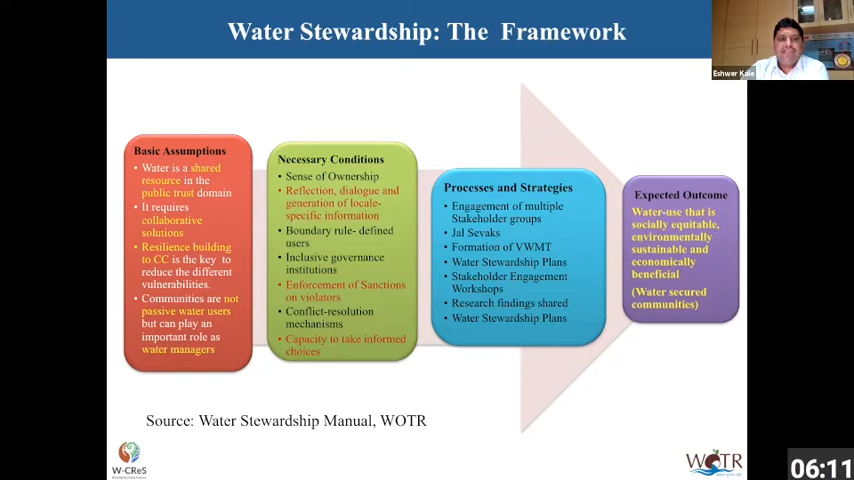 Water Stewardship: The Framework
Eshwer Kale
Basic Assumptions
• Water is a shared
resource in the
public trust domain
• It requires
collaborative
solutions
• Resilience building
to CC is the key to
reduce the different
vulnerabilities.
• Communities are not
passive water users
but can play an
important role as
water managers
Necessary Conditions
• Sense of Ownership
• Reflection, dialogue and
generation of locale-
specific information
• Boundary rule- defined
users
• Inclusive governance
institutions
• Enforcement of Sanctions
on violators
• Conflict-resolution
mechanisms
• Capacity to take informed
choices
Processes and Strategies
• Engagement of multiple
Stakeholder groups
• Jal Sevaks
• Formation of VWMT
• Water Stewardship Plans
• Stakeholder Engagement
Workshops
• Research findings shared
• Water Stewardship Plans
Expected Outcome
Water-use that is
socially equitable,
environmentally
sustainable and
economically
beneficial
(Water secured
communities)
Source: Water Stewardship Manual, WOTR
W-CReS
WOTR
06:11